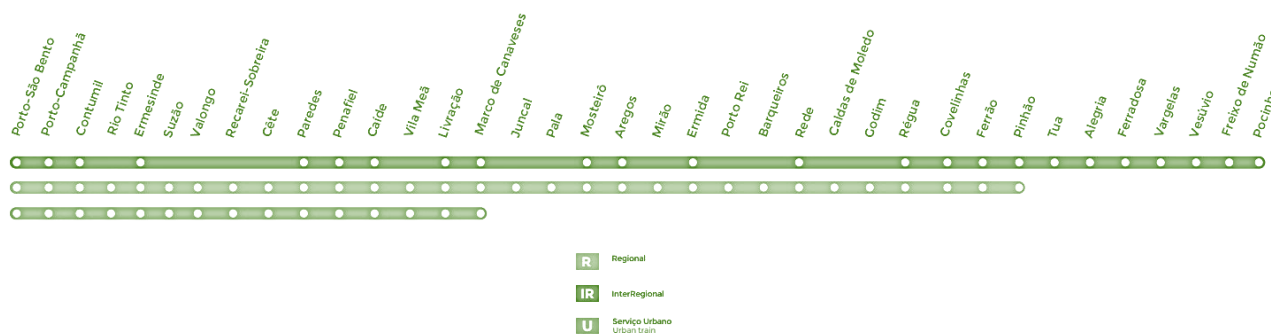 Porto-São Bento
Porto-Campanhã
Contumil
Rio Tinto
Ermesinde
Suzão
Valongo
Recarei-Sobreira
Cête
Paredes
Penafiel
Caíde
Vila Meã
Livração
Marco de Canaveses
Juncal
Pala
Mosteirô
Aregos
Mirão
Ermida
Porto Rei
Barqueiros
Rede
Caldas de Moledo
Godim
Régua
Covelinhas
Ferrão
Pinhão
Tua
Alegria
Ferradosa
Vargelas
Vesúvio
Freixo de Numão
Pocinho
R Regional
IR InterRegional
U Serviço Urbano
Urban train